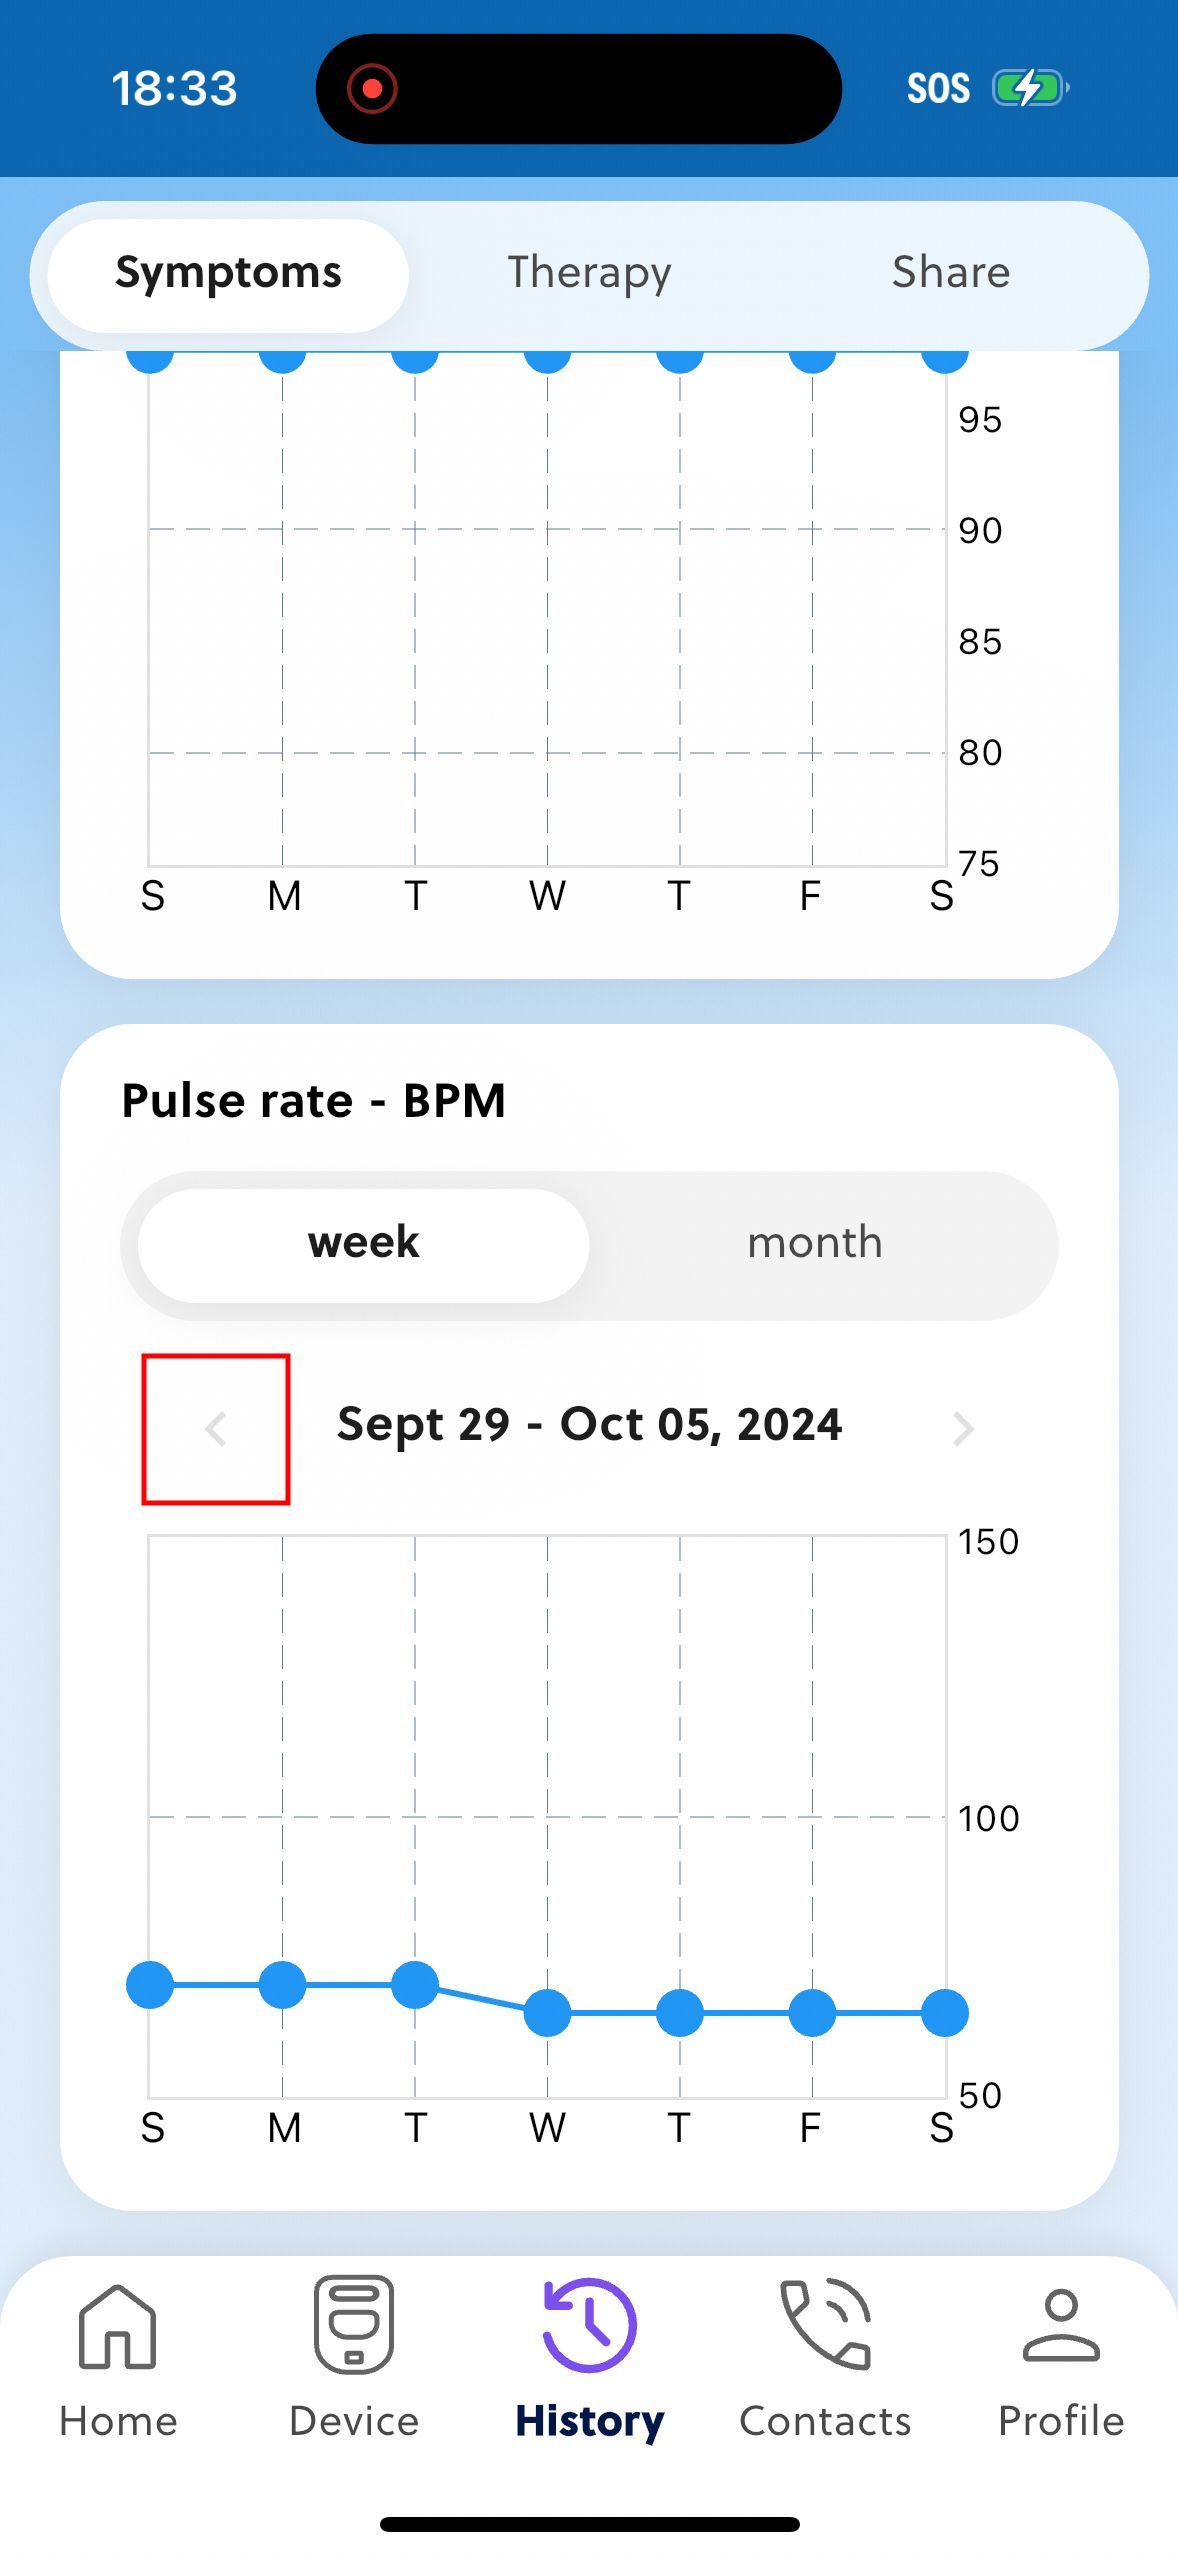 18:33 SOS
Symptoms Therapy Share
95
90
85
80
75
S M T W T F S
Pulse rate - BPM
week month
Sept 29 - Oct 05, 2024
150
100
50
S M T W T F S
Home Device History Contacts Profile